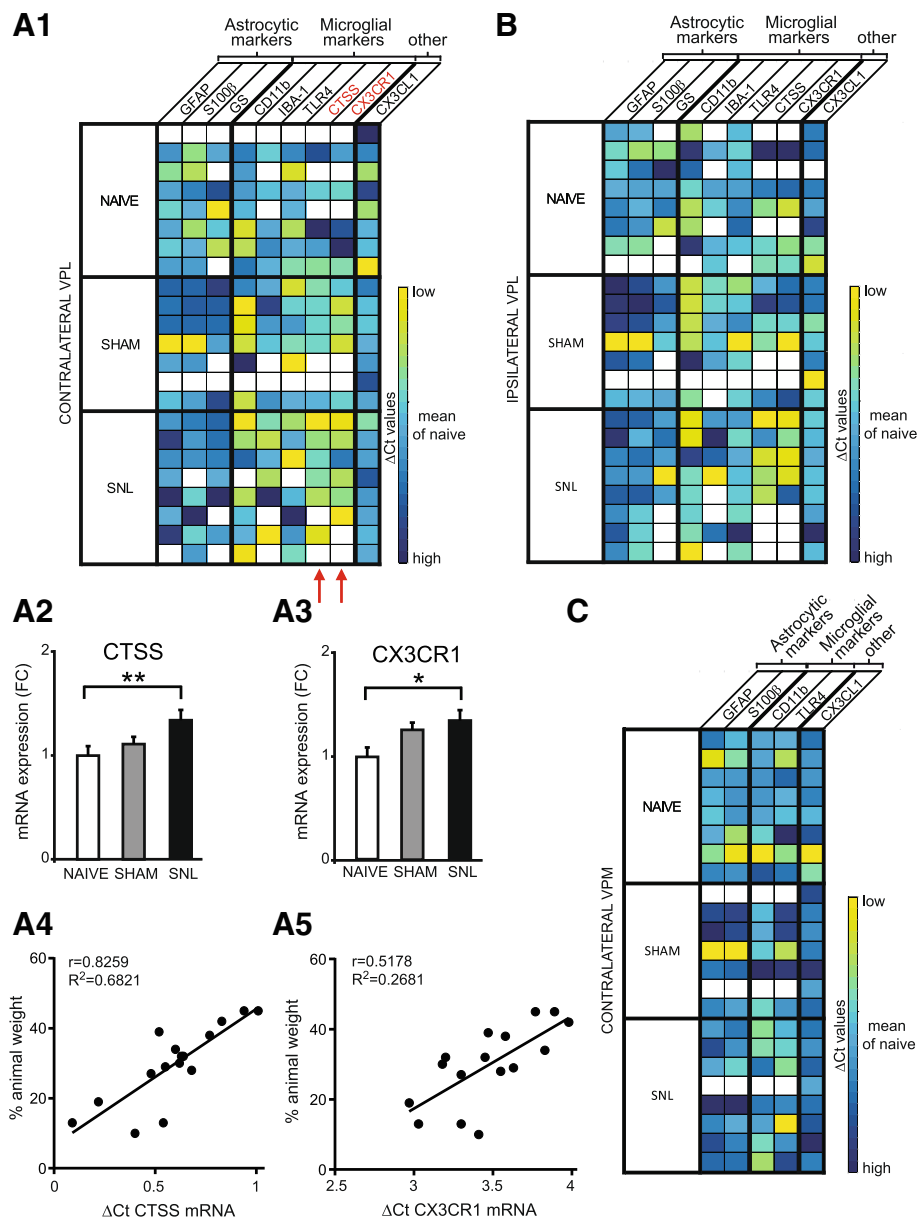 A1
Astrocytic
markers
Microglial
markers
other
GFAP
S100β
GS
CD11b
IBA-1
TLR4
CTSS
CX3CR1
CX3CL1
CONTRALATERAL VPL
NAIVE
SHAM
SNL
low
mean
of naive
ΔCt values
high
B
Astrocytic
markers
Microglial
markers
other
GFAP
S100β
GS
CD11b
IBA-1
TLR4
CTSS
CX3CR1
CX3CL1
IPSILATERAL VPL
NAIVE
SHAM
SNL
low
mean
of naive
ΔCt values
high
A2
CTSS
**
mRNA expression (FC)
2
1
0
NAIVE SHAM SNL
A3
CX3CR1
*
mRNA expression (FC)
2
1
0
NAIVE SHAM SNL
A4
r=0.8259
R²=0.6821
% animal weight
60
40
20
0
0 0.5 1
ΔCt CTSS mRNA
A5
r=0.5178
R²=0.2681
% animal weight
60
40
20
0
2.5 3 3.5 4
ΔCt CX3CR1 mRNA
C
Astrocytic
markers
Microglial
markers
other
GFAP
S100β
CD11b
TLR4
CX3CL1
CONTRALATERAL VPM
NAIVE
SHAM
SNL
low
mean
of naive
ΔCt values
high